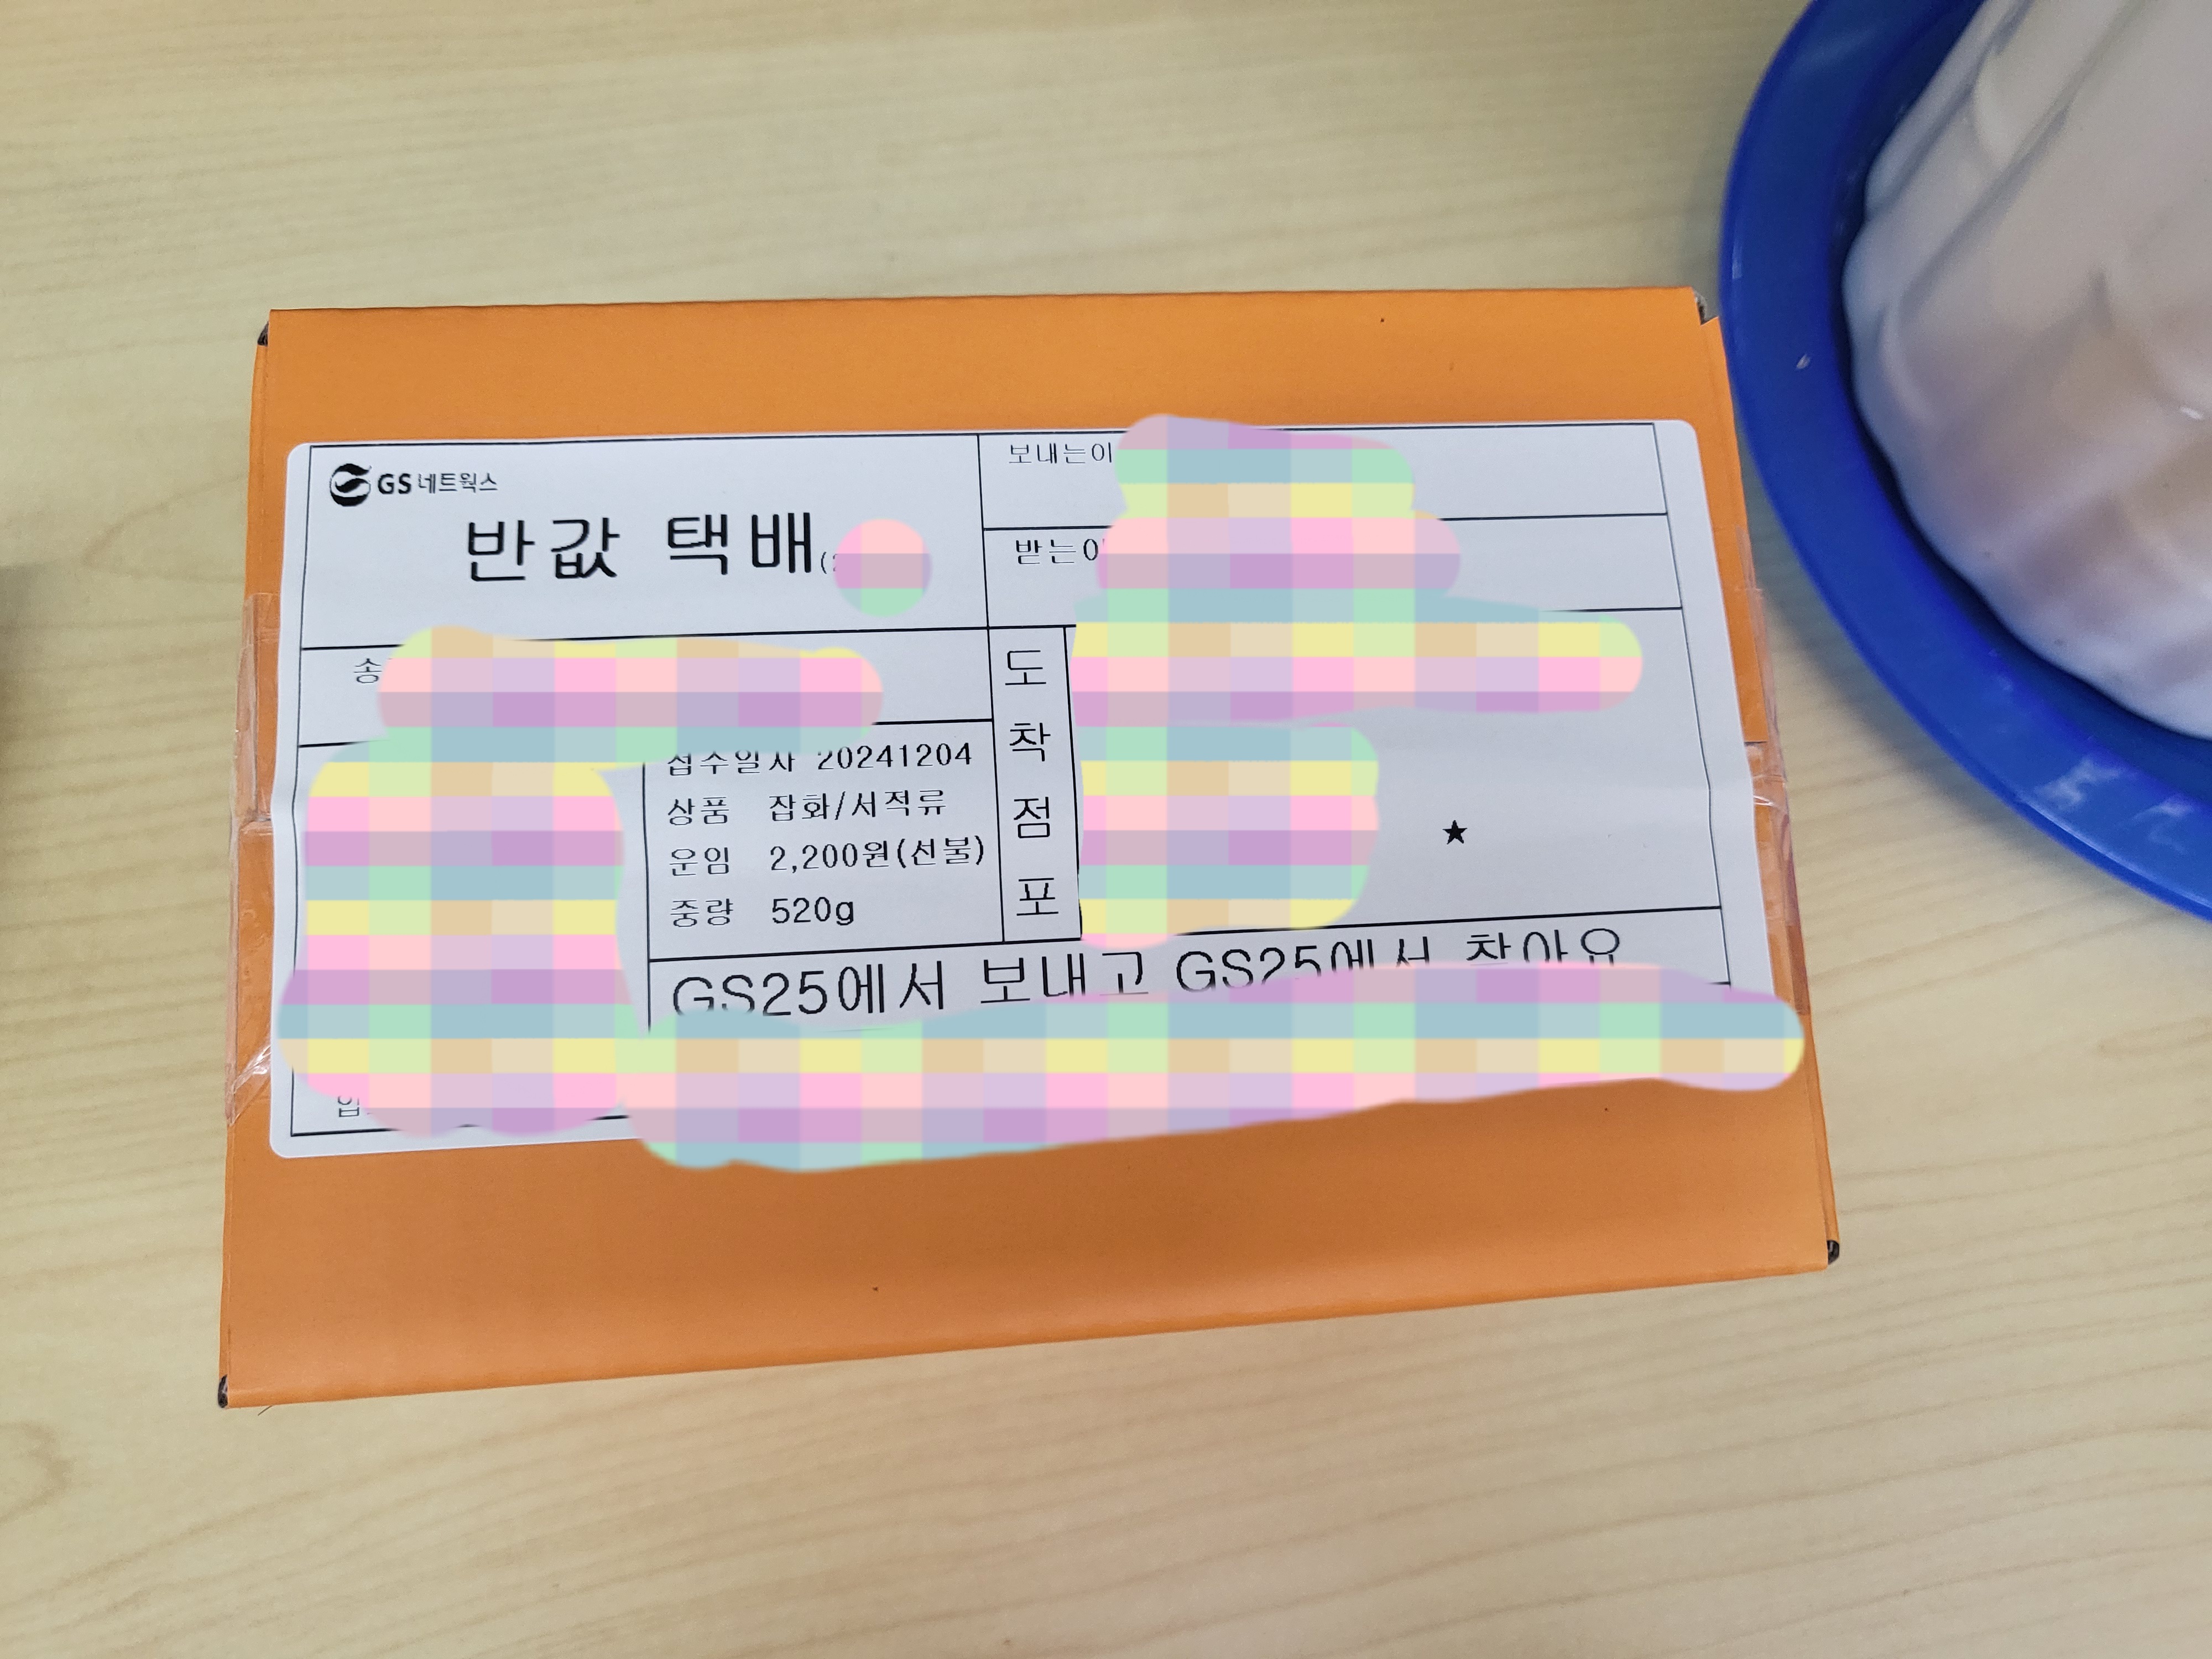 GS 네트웍스
반값 택배
보내는이
받는이
접수일자 20241204
상품 잡화/서적류
운임 2,200원(선불)
중량 520g
도
착
점
포
★
GS25에서 보내고 GS25에서 찾아요